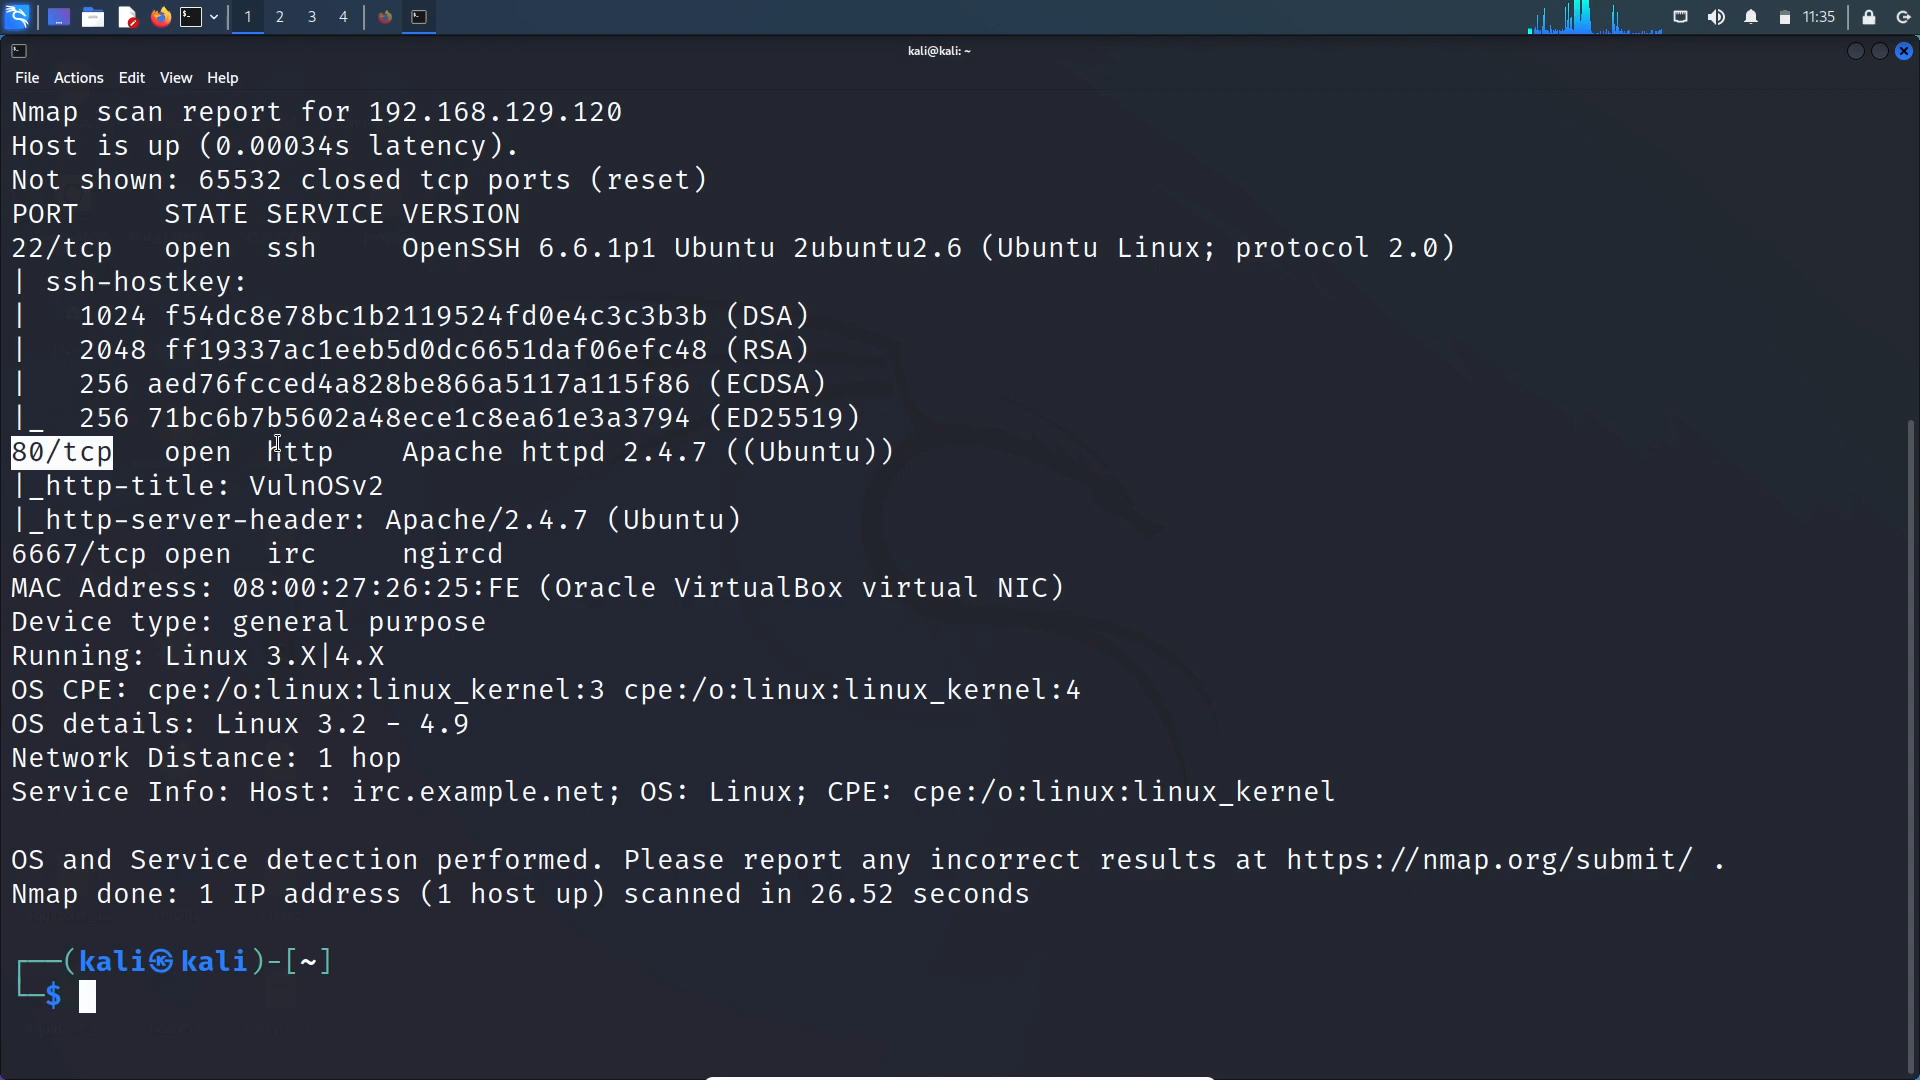 1 2 3 4 11:35
kali@kali: ~
File Actions Edit View Help
Nmap scan report for 192.168.129.120
Host is up (0.00034s latency).
Not shown: 65532 closed tcp ports (reset)
PORT     STATE SERVICE VERSION
22/tcp   open  ssh     OpenSSH 6.6.1p1 Ubuntu 2ubuntu2.6 (Ubuntu Linux; protocol 2.0)
| ssh-hostkey:
|   1024 f54dc8e78bc1b2119524fd0e4c3c3b3b (DSA)
|   2048 ff19337ac1eeb5d0dc6651daf06efc48 (RSA)
|   256 aed76fcced4a828be866a5117a115f86 (ECDSA)
|_  256 71bc6b7b5602a48ece1c8ea61e3a3794 (ED25519)
80/tcp   open  http    Apache httpd 2.4.7 ((Ubuntu))
|_http-title: VulnOSv2
|_http-server-header: Apache/2.4.7 (Ubuntu)
6667/tcp open  irc     ngircd
MAC Address: 08:00:27:26:25:FE (Oracle VirtualBox virtual NIC)
Device type: general purpose
Running: Linux 3.X|4.X
OS CPE: cpe:/o:linux:linux_kernel:3 cpe:/o:linux:linux_kernel:4
OS details: Linux 3.2 - 4.9
Network Distance: 1 hop
Service Info: Host: irc.example.net; OS: Linux; CPE: cpe:/o:linux:linux_kernel
OS and Service detection performed. Please report any incorrect results at https://nmap.org/submit/ .
Nmap done: 1 IP address (1 host up) scanned in 26.52 seconds
┌──(kali㉿kali)-[~]
└─$